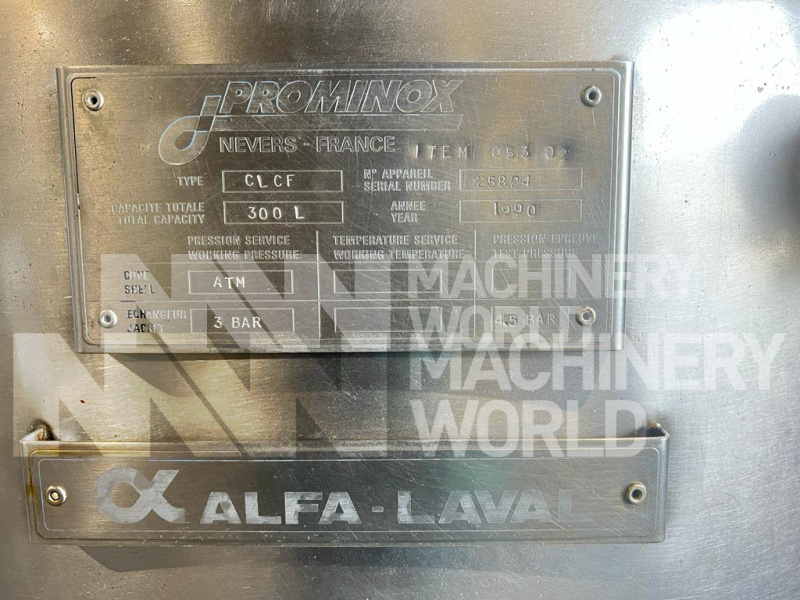 PROMINOX
NEVERS - FRANCE ITEM 053 02
TYPE CLCF N° APPAREIL SERIAL NUMBER 25824
CAPACITE TOTALE TOTAL CAPACITY 300 L ANNEE YEAR 1990
PRESSION SERVICE TEMPERATURE SERVICE PRESSION EPREUVE
WORKING PRESSURE WORKING TEMPERATURE TEST PRESSURE
CUVE SHELL ATM
ECHANGEUR JACKET 3 BAR 4.5 BAR
MACHINERY
WORLD
MACHINERY
WORLD
ALFA-LAVAL